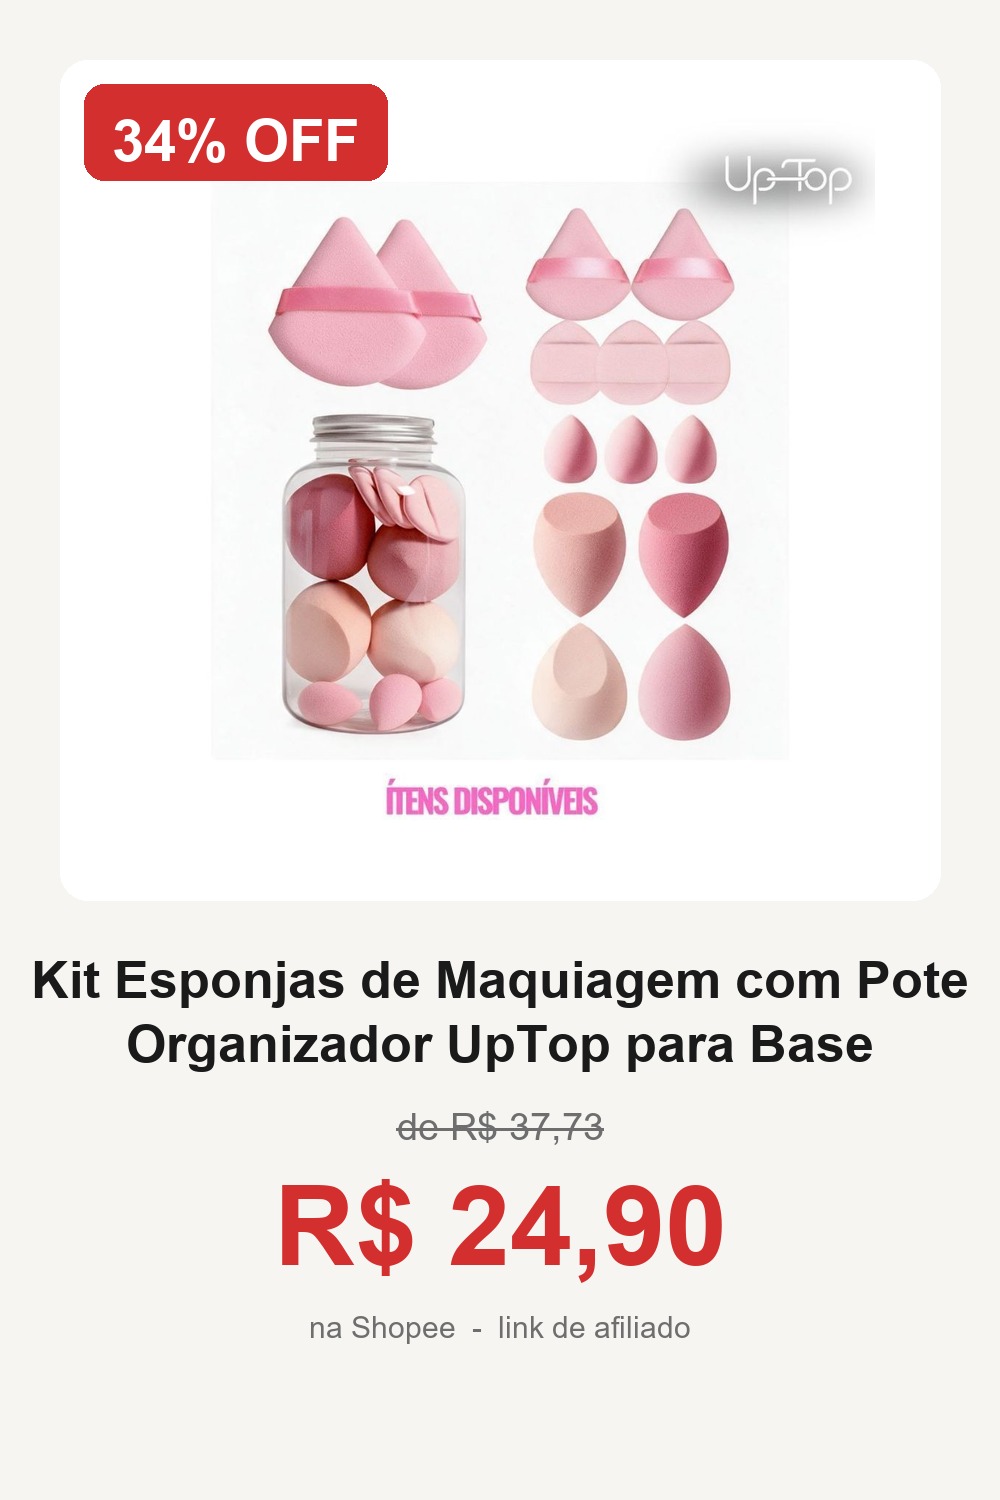 34% OFF
UpTop
ÍTENS DISPONÍVEIS
Kit Esponjas de Maquiagem com Pote
Organizador UpTop para Base
de R$ 37,73
R$ 24,90
na Shopee - link de afiliado